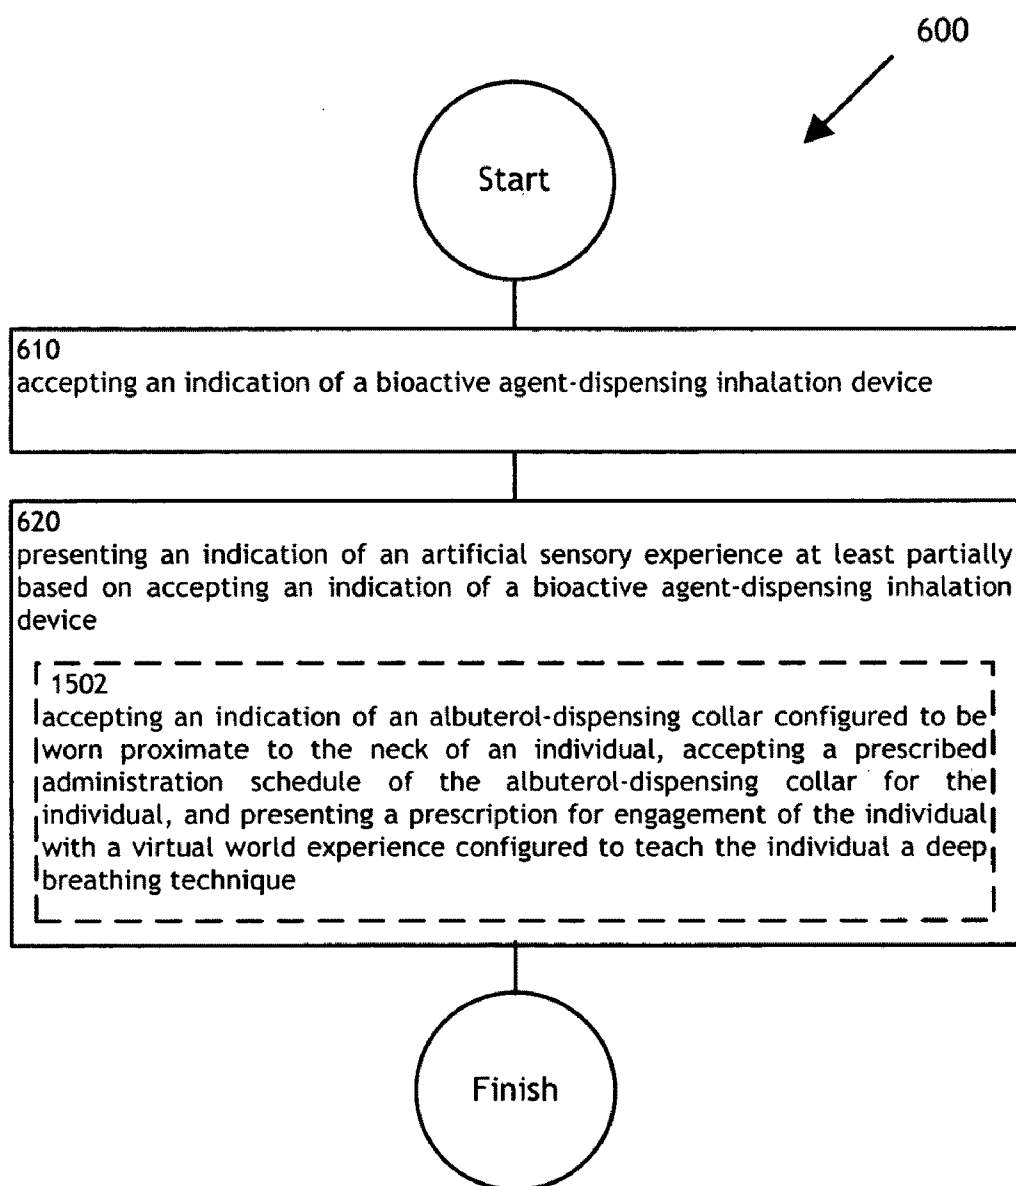 600
Start
610
accepting an indication of a bioactive agent-dispensing inhalation device
620
presenting an indication of an artificial sensory experience at least partially
based on accepting an indication of a bioactive agent-dispensing inhalation
device
1502
accepting an indication of an albuterol-dispensing collar configured to be
worn proximate to the neck of an individual, accepting a prescribed
administration schedule of the albuterol-dispensing collar for the
individual, and presenting a prescription for engagement of the individual
with a virtual world experience configured to teach the individual a deep
breathing technique
Finish